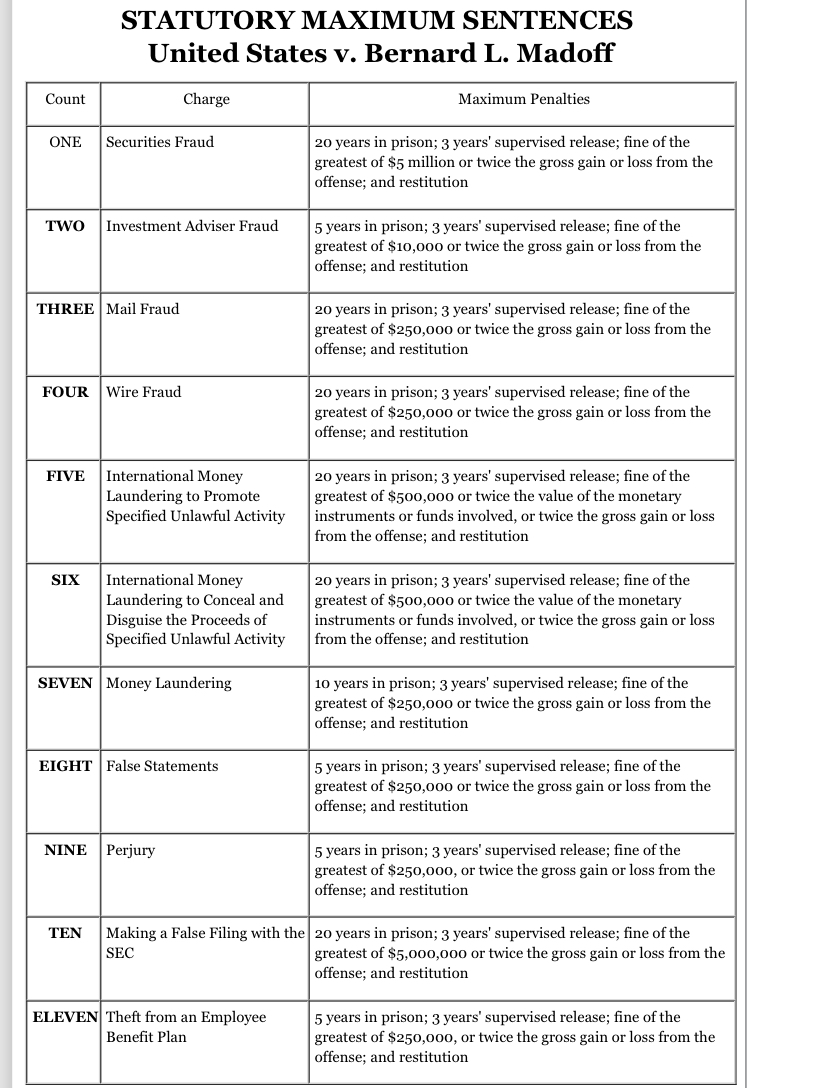 STATUTORY MAXIMUM SENTENCES
United States v. Bernard L. Madoff
Count Charge Maximum Penalties
ONE Securities Fraud 20 years in prison; 3 years' supervised release; fine of the
greatest of $5 million or twice the gross gain or loss from the
offense; and restitution
TWO Investment Adviser Fraud 5 years in prison; 3 years' supervised release; fine of the
greatest of $10,000 or twice the gross gain or loss from the
offense; and restitution
THREE Mail Fraud 20 years in prison; 3 years' supervised release; fine of the
greatest of $250,000 or twice the gross gain or loss from the
offense; and restitution
FOUR Wire Fraud 20 years in prison; 3 years' supervised release; fine of the
greatest of $250,000 or twice the gross gain or loss from the
offense; and restitution
FIVE International Money 20 years in prison; 3 years' supervised release; fine of the
Laundering to Promote greatest of $500,000 or twice the value of the monetary
Specified Unlawful Activity instruments or funds involved, or twice the gross gain or loss
from the offense; and restitution
SIX International Money 20 years in prison; 3 years' supervised release; fine of the
Laundering to Conceal and greatest of $500,000 or twice the value of the monetary
Disguise the Proceeds of instruments or funds involved, or twice the gross gain or loss
Specified Unlawful Activity from the offense; and restitution
SEVEN Money Laundering 10 years in prison; 3 years' supervised release; fine of the
greatest of $250,000 or twice the gross gain or loss from the
offense; and restitution
EIGHT False Statements 5 years in prison; 3 years' supervised release; fine of the
greatest of $250,000 or twice the gross gain or loss from the
offense; and restitution
NINE Perjury 5 years in prison; 3 years' supervised release; fine of the
greatest of $250,000, or twice the gross gain or loss from the
offense; and restitution
TEN Making a False Filing with the 20 years in prison; 3 years' supervised release; fine of the
SEC greatest of $5,000,000 or twice the gross gain or loss from the
offense; and restitution
ELEVEN Theft from an Employee 5 years in prison; 3 years' supervised release; fine of the
Benefit Plan greatest of $250,000, or twice the gross gain or loss from the
offense; and restitution